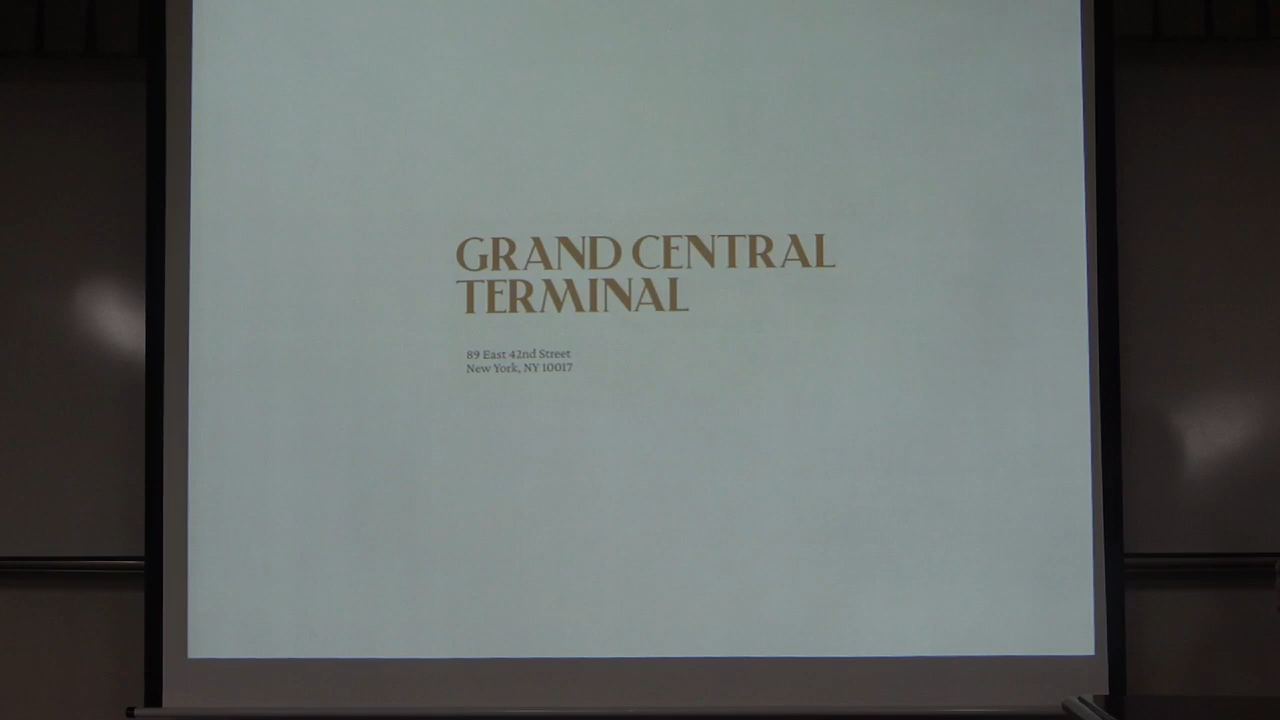 GRAND CENTRAL
TERMINAL
89 East 42nd Street
New York, NY 10017